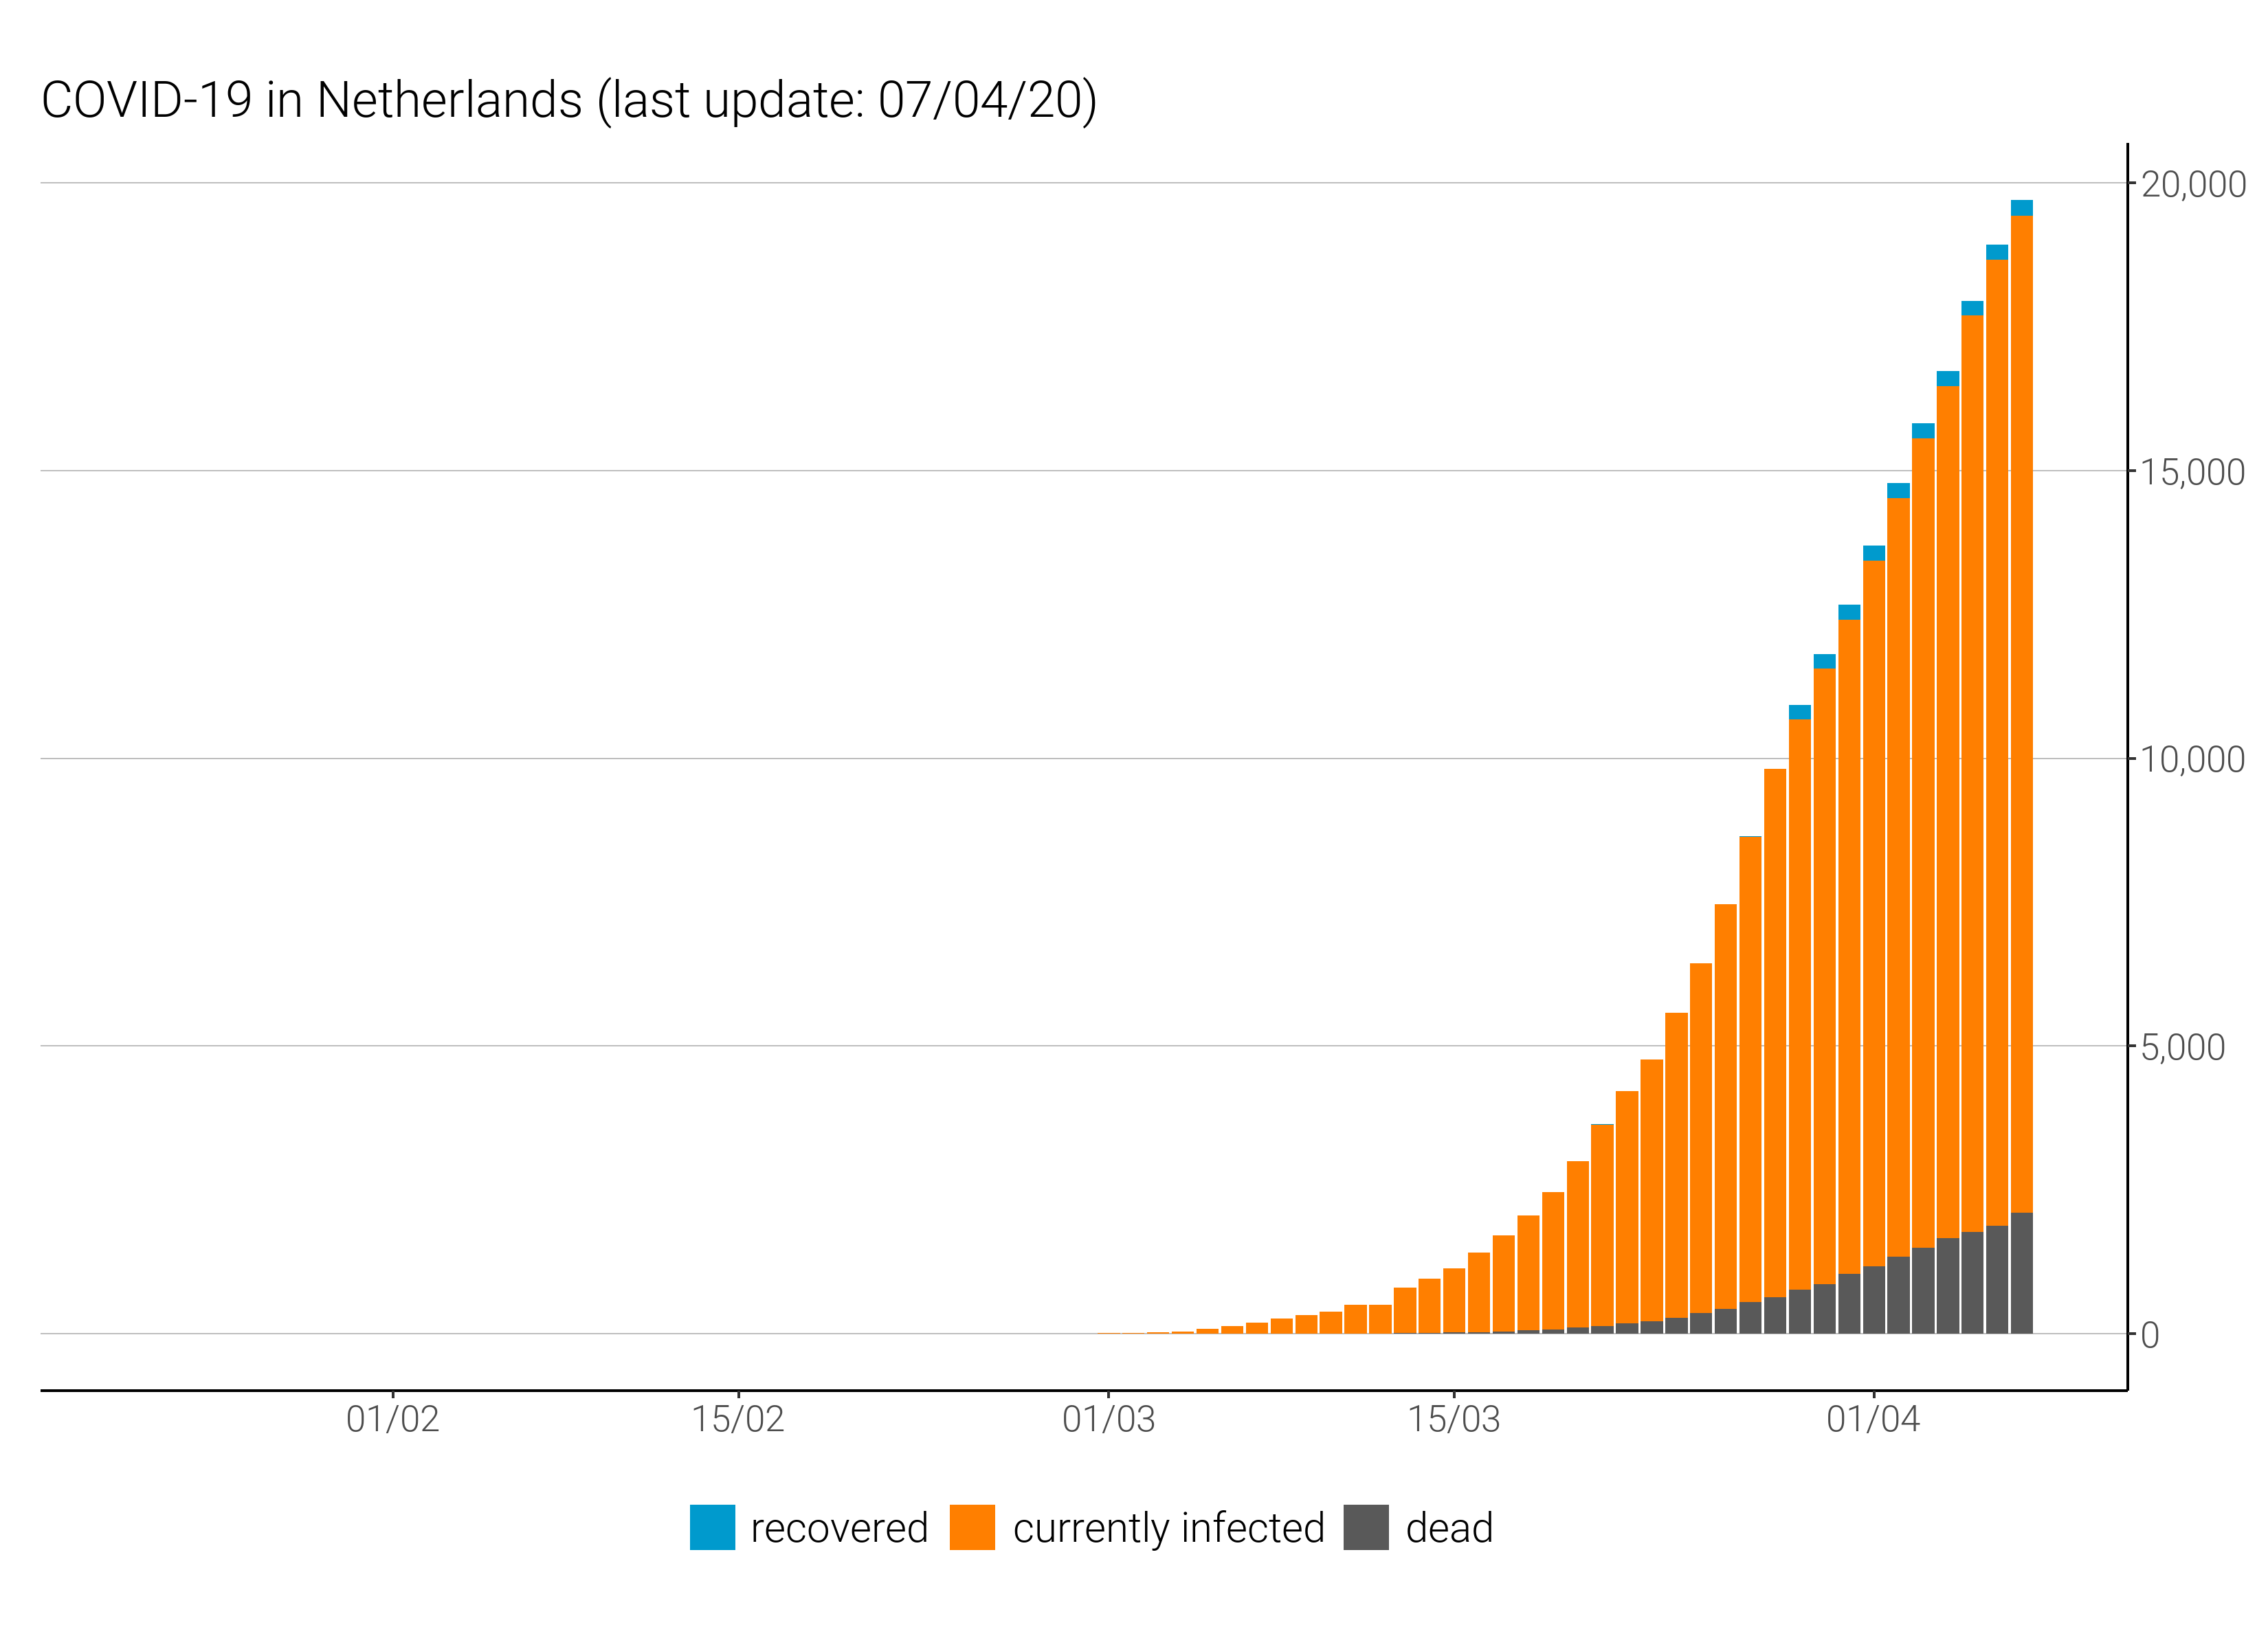 COVID-19 in Netherlands (last update: 07/04/20)
20,000
15,000
10,000
5,000
0
01/02 15/02 01/03 15/03 01/04
recovered currently infected dead